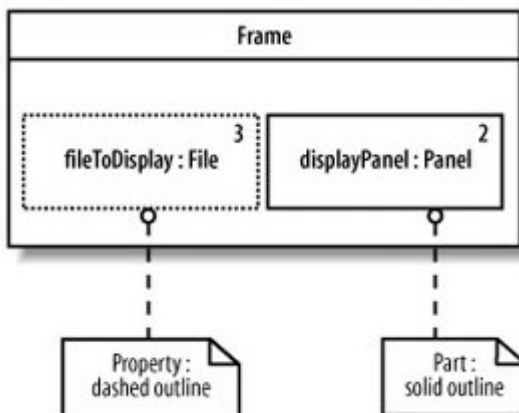 Frame
3
fileToDisplay : File
2
displayPanel : Panel
Property :
dashed outline
Part :
solid outline